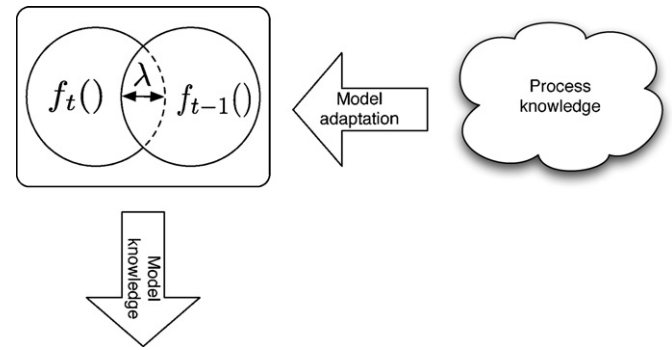 λ
f_t() f_{t-1}()
Model
adaptation
Process
knowledge
Model
knowledge